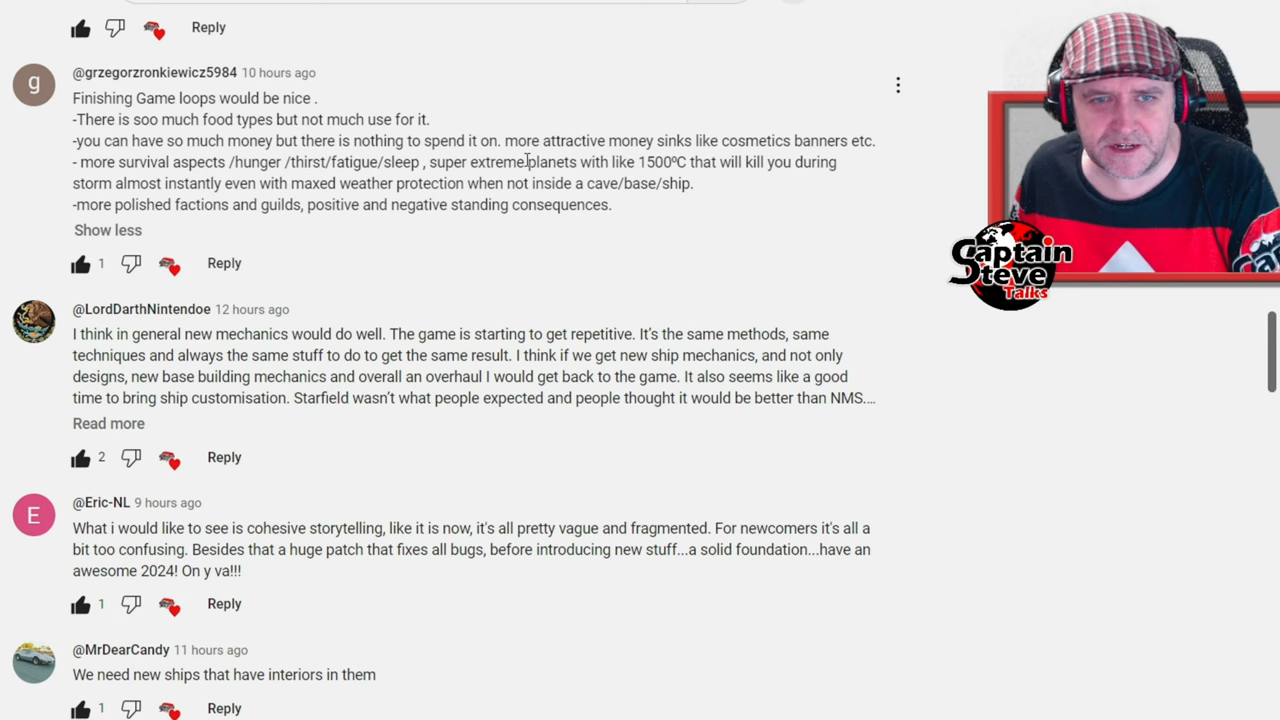 Reply
g
@grzegorzronkiewicz5984 10 hours ago
Finishing Game loops would be nice .
-There is soo much food types but not much use for it.
-you can have so much money but there is nothing to spend it on. more attractive money sinks like cosmetics banners etc.
- more survival aspects /hunger /thirst/fatigue/sleep , super extreme planets with like 1500ºC that will kill you during
storm almost instantly even with maxed weather protection when not inside a cave/base/ship.
-more polished factions and guilds, positive and negative standing consequences.
Show less
1
Reply
Captain
Steve
Talks
@LordDarthNintendoe 12 hours ago
I think in general new mechanics would do well. The game is starting to get repetitive. It's the same methods, same
techniques and always the same stuff to do to get the same result. I think if we get new ship mechanics, and not only
designs, new base building mechanics and overall an overhaul I would get back to the game. It also seems like a good
time to bring ship customisation. Starfield wasn't what people expected and people thought it would be better than NMS....
Read more
2
Reply
E
@Eric-NL 9 hours ago
What i would like to see is cohesive storytelling, like it is now, it's all pretty vague and fragmented. For newcomers it's all a
bit too confusing. Besides that a huge patch that fixes all bugs, before introducing new stuff...a solid foundation...have an
awesome 2024! On y va!!!
1
Reply
@MrDearCandy 11 hours ago
We need new ships that have interiors in them
1
Reply